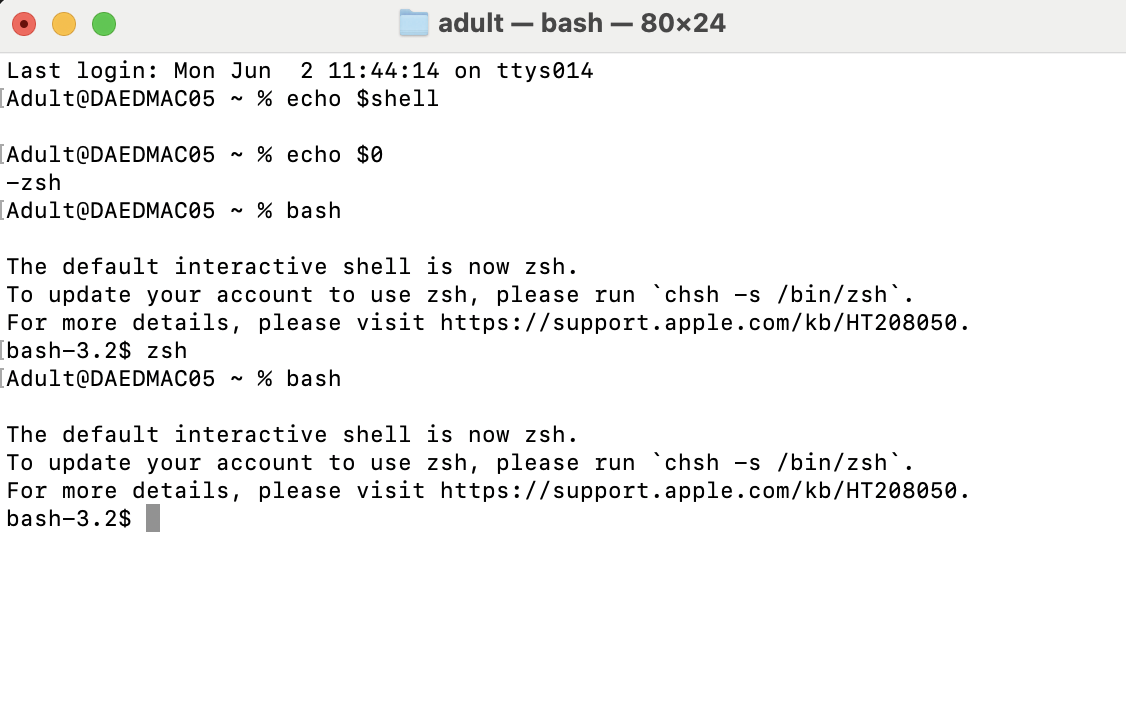 adult — bash — 80×24
Last login: Mon Jun  2 11:44:14 on ttys014
[Adult@DAEDMAC05 ~ % echo $shell
[Adult@DAEDMAC05 ~ % echo $0
-zsh
[Adult@DAEDMAC05 ~ % bash
The default interactive shell is now zsh.
To update your account to use zsh, please run `chsh -s /bin/zsh`.
For more details, please visit https://support.apple.com/kb/HT208050.
[bash-3.2$ zsh
[Adult@DAEDMAC05 ~ % bash
The default interactive shell is now zsh.
To update your account to use zsh, please run `chsh -s /bin/zsh`.
For more details, please visit https://support.apple.com/kb/HT208050.
bash-3.2$